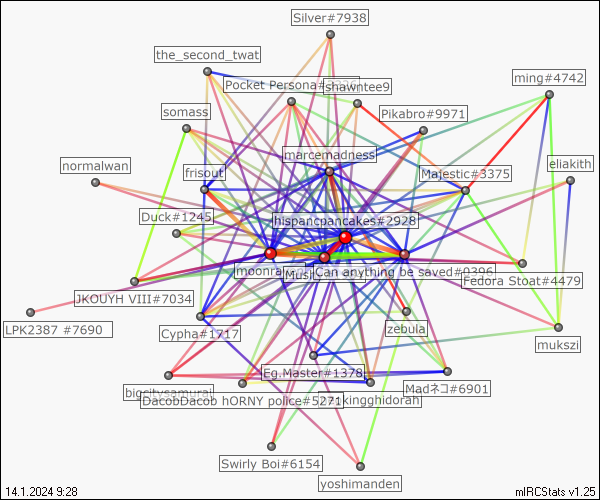 Silver#7938
the_second_twat
Pocket Persona#
shawntee9
ming#4742
somass
Pikabro#9971
marcemadness
normalwan
frisout
Majestic#3375
eliakith
Duck#1245
hispancpancakes#2928
Can anything be saved#0396
Fedora Stoat#4479
JKOUYH VIII#7034
LPK2387 #7690
Cypha#1717
zebula
mukszi
Eg.Master#1378
bigcitysamurai
DacobDacob hORNY police#5271
kingghidorah
Madネコ#6901
Swirly Boi#6154
yoshimanden
14.1.2024 9:28
mIRCStats v1.25